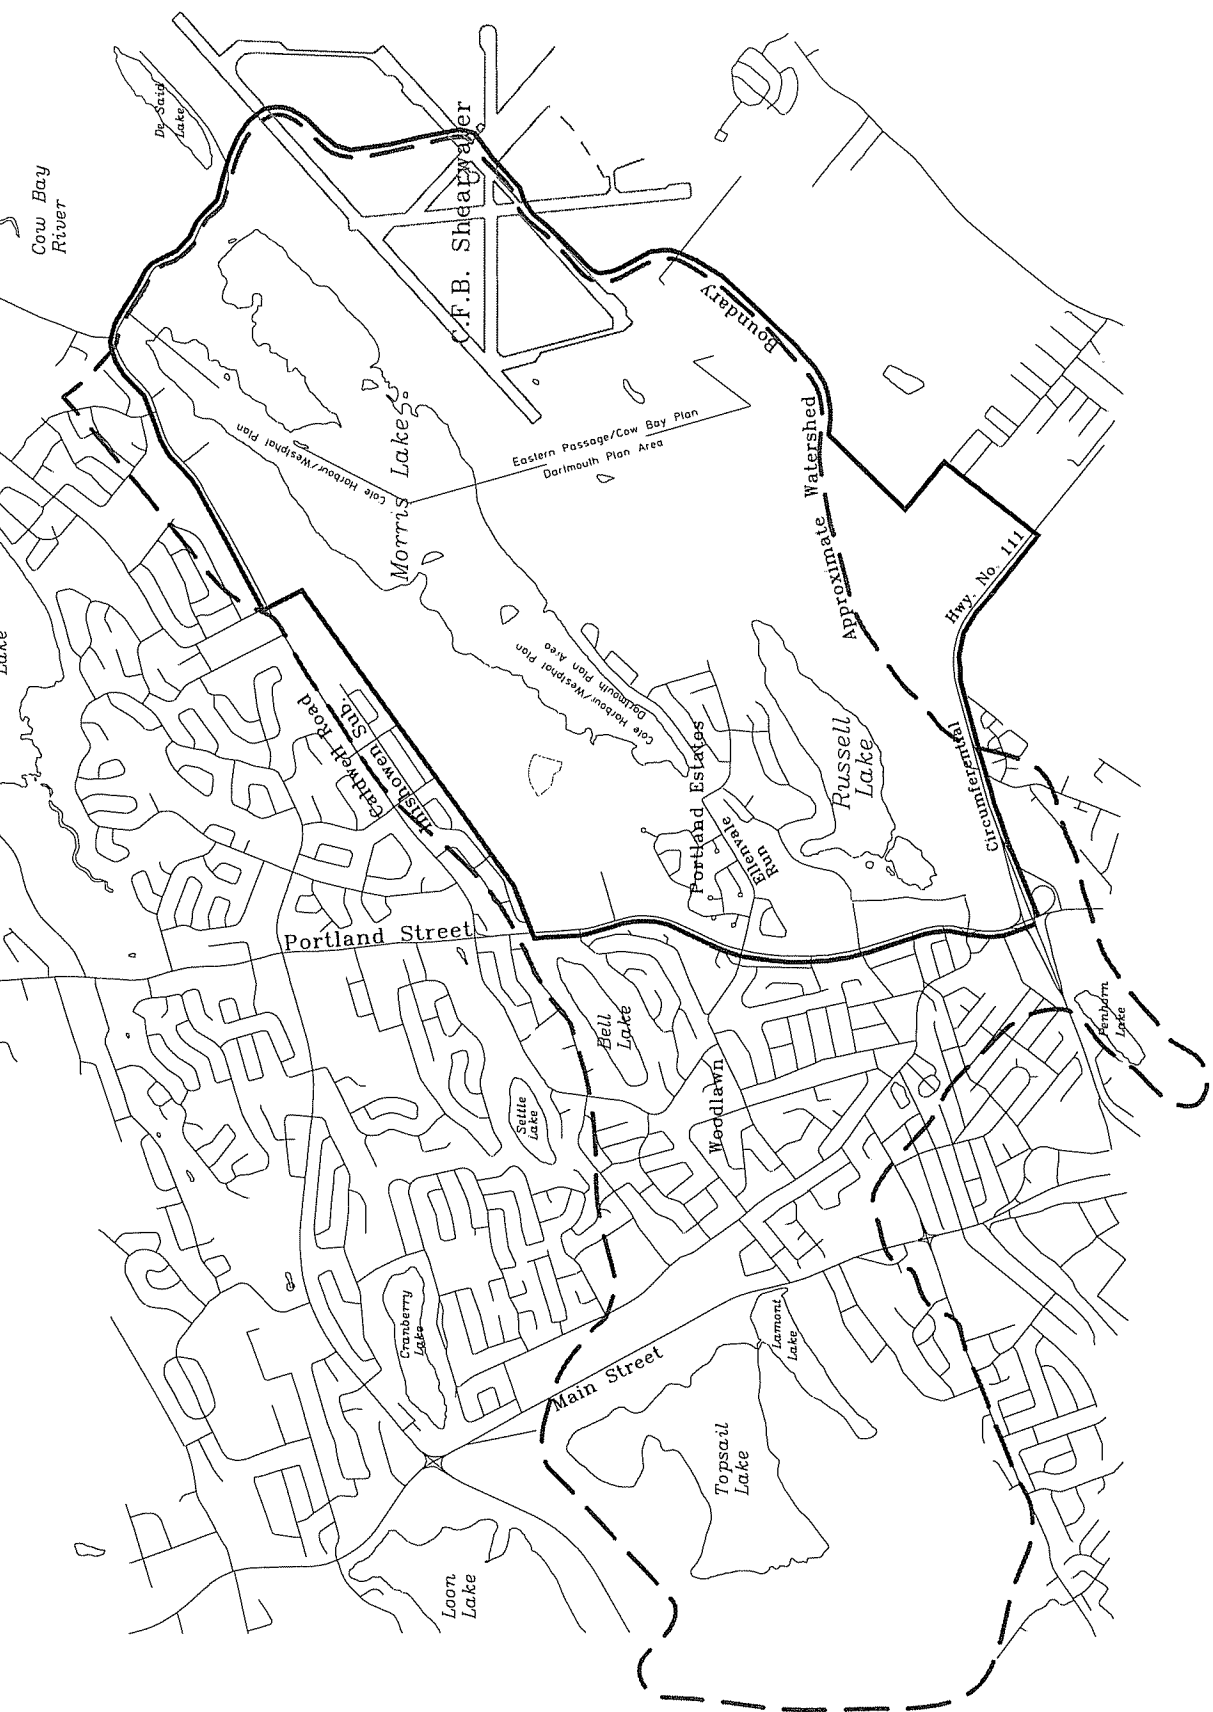 Cow Bay
River
De Said
Lake
C.F.B. Shearwater
Boundary
Cole Harbour/Westphal Plan
Morris Lake
Eastern Passage/Cow Bay Plan
Dartmouth Plan Area
Approximate Watershed
Hwy. No. 111
Lake
Caldwell Road
Inishowen Sub.
Cole Harbour/Westphal Plan
Dartmouth Plan Area
Portland Estates
Ellenvale
Run
Russell
Lake
Circumferential
Portland Street
Bell
Lake
Penhorn
Lake
Settle
Lake
Woodlawn
Cranberry
Lake
Lamont
Lake
Main Street
Topsail
Lake
Loon
Lake